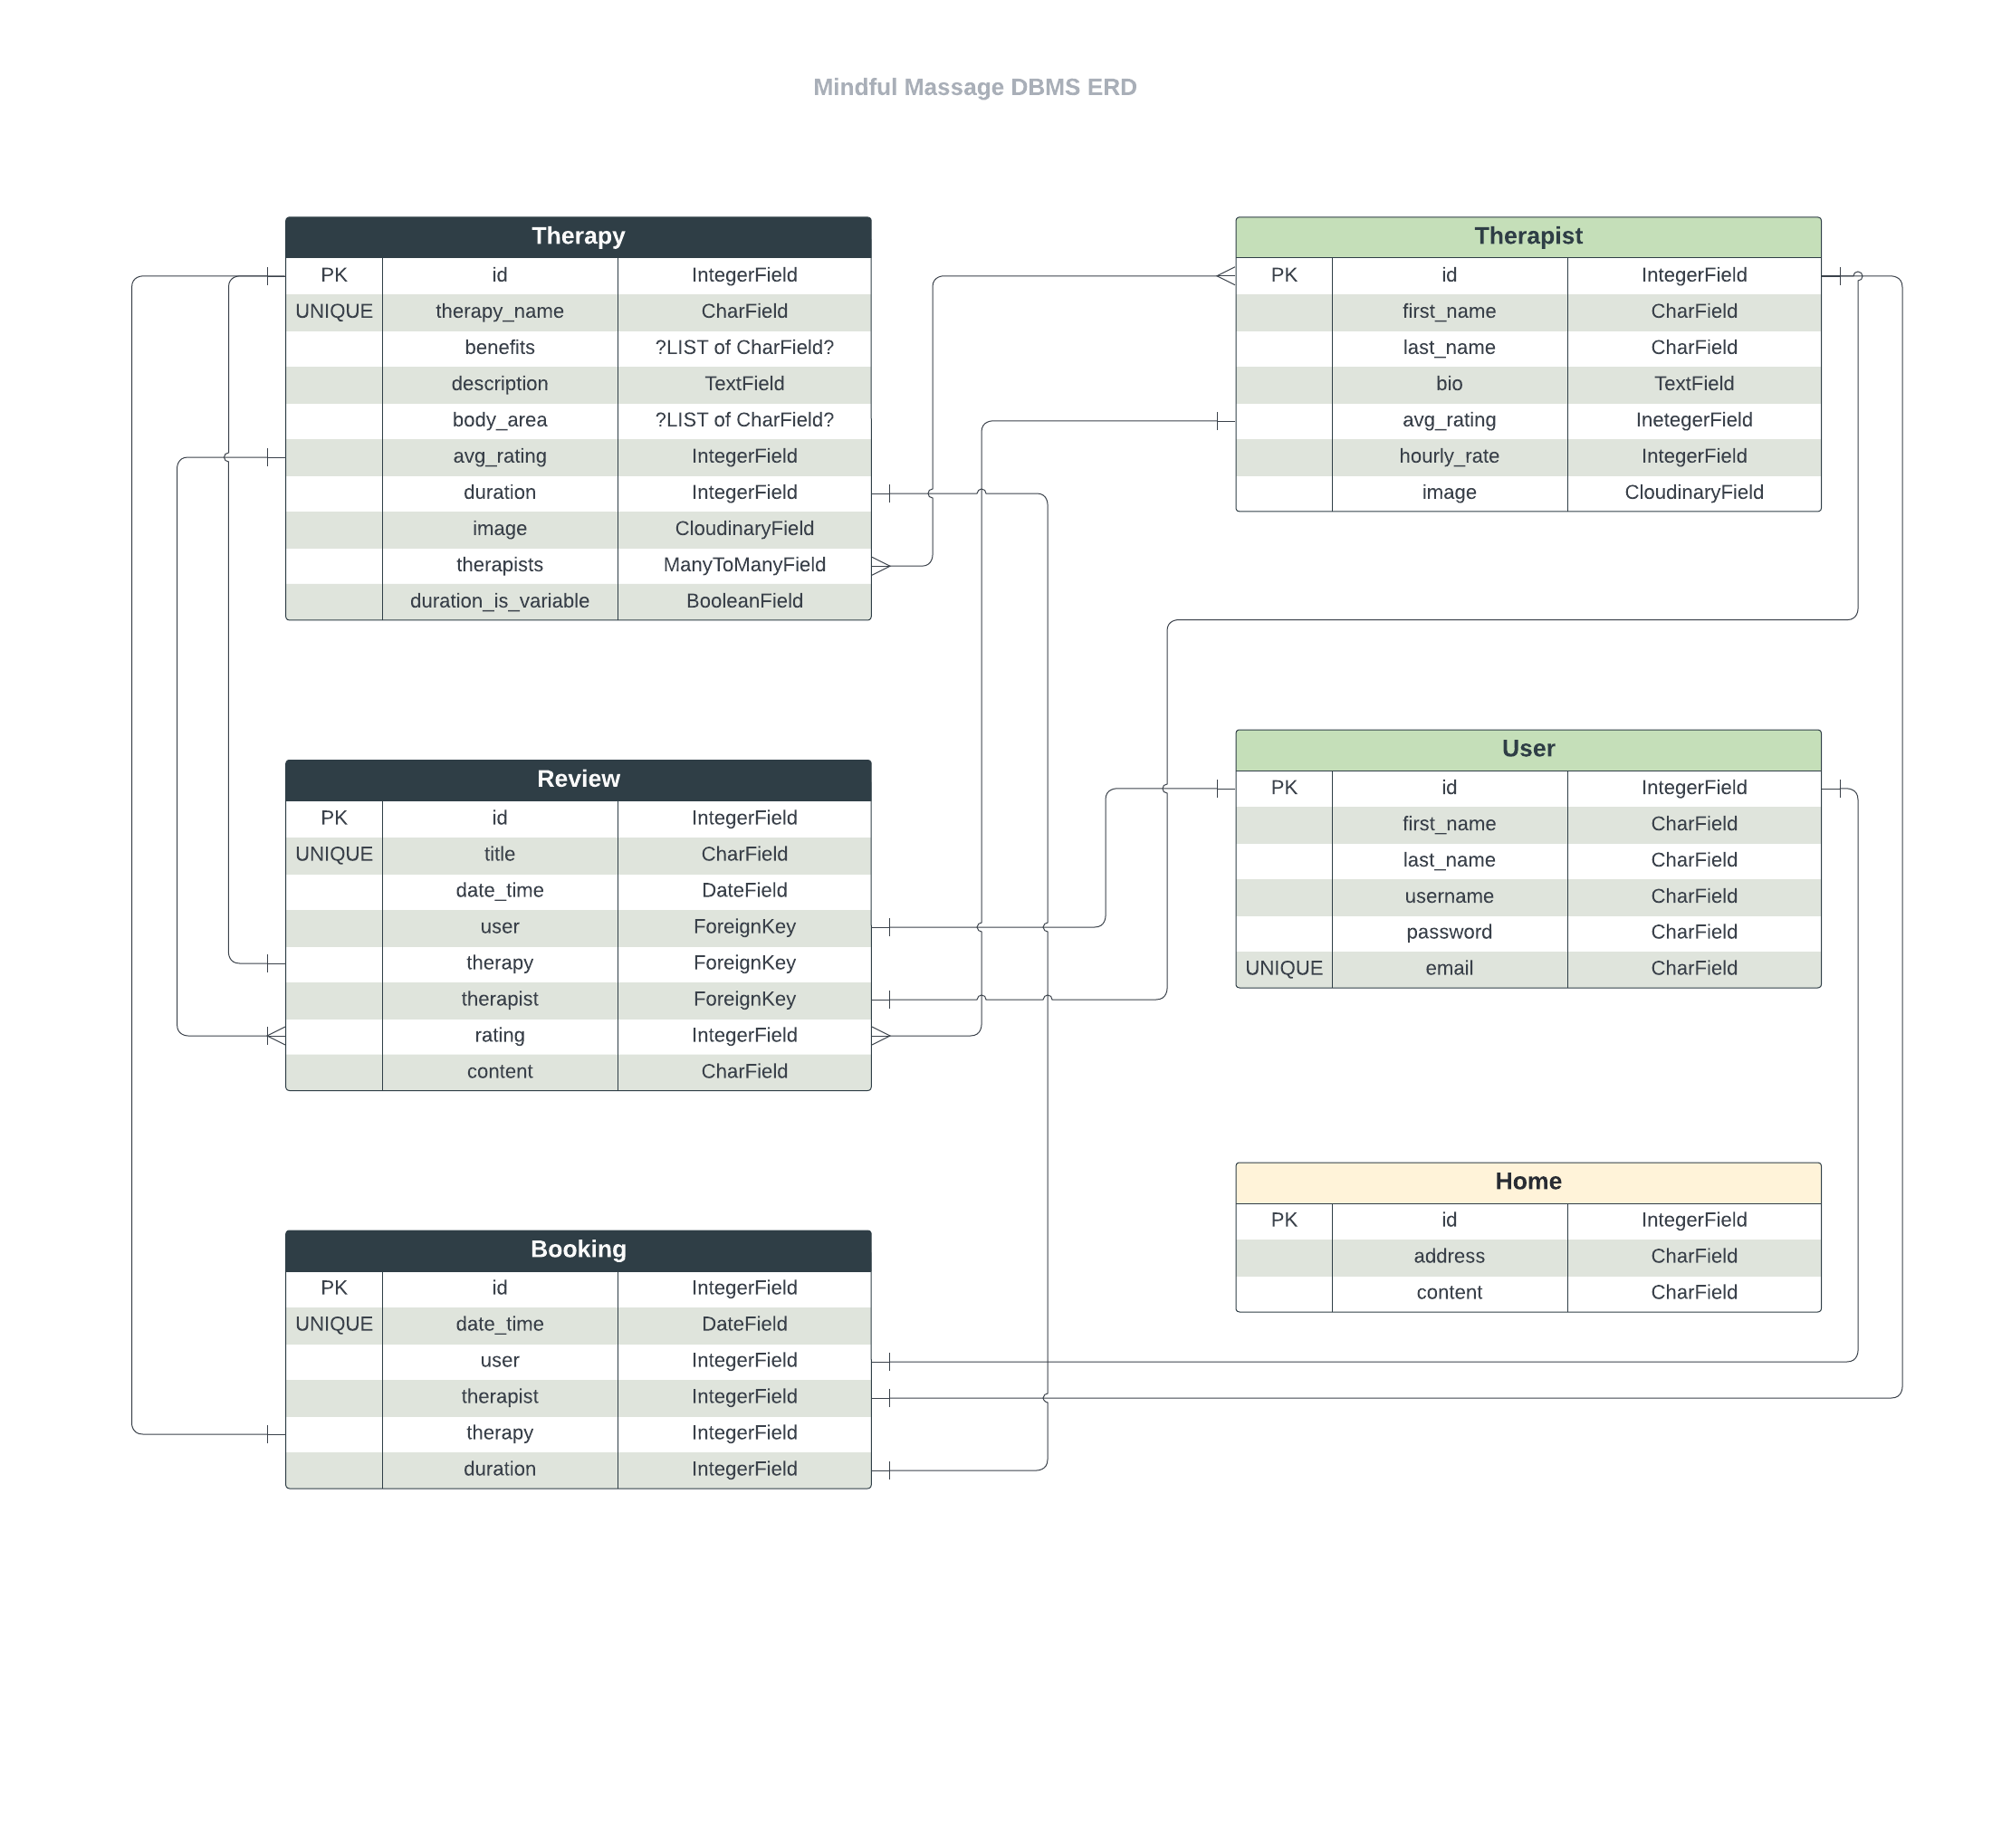 Mindful Massage DBMS ERD
Therapy
PK id IntegerField
UNIQUE therapy_name CharField
benefits ?LIST of CharField?
description TextField
body_area ?LIST of CharField?
avg_rating IntegerField
duration IntegerField
image CloudinaryField
therapists ManyToManyField
duration_is_variable BooleanField
Therapist
PK id IntegerField
first_name CharField
last_name CharField
bio TextField
avg_rating InetegerField
hourly_rate IntegerField
image CloudinaryField
Review
PK id IntegerField
UNIQUE title CharField
date_time DateField
user ForeignKey
therapy ForeignKey
therapist ForeignKey
rating IntegerField
content CharField
User
PK id IntegerField
first_name CharField
last_name CharField
username CharField
password CharField
UNIQUE email CharField
Home
PK id IntegerField
address CharField
content CharField
Booking
PK id IntegerField
UNIQUE date_time DateField
user IntegerField
therapist IntegerField
therapy IntegerField
duration IntegerField